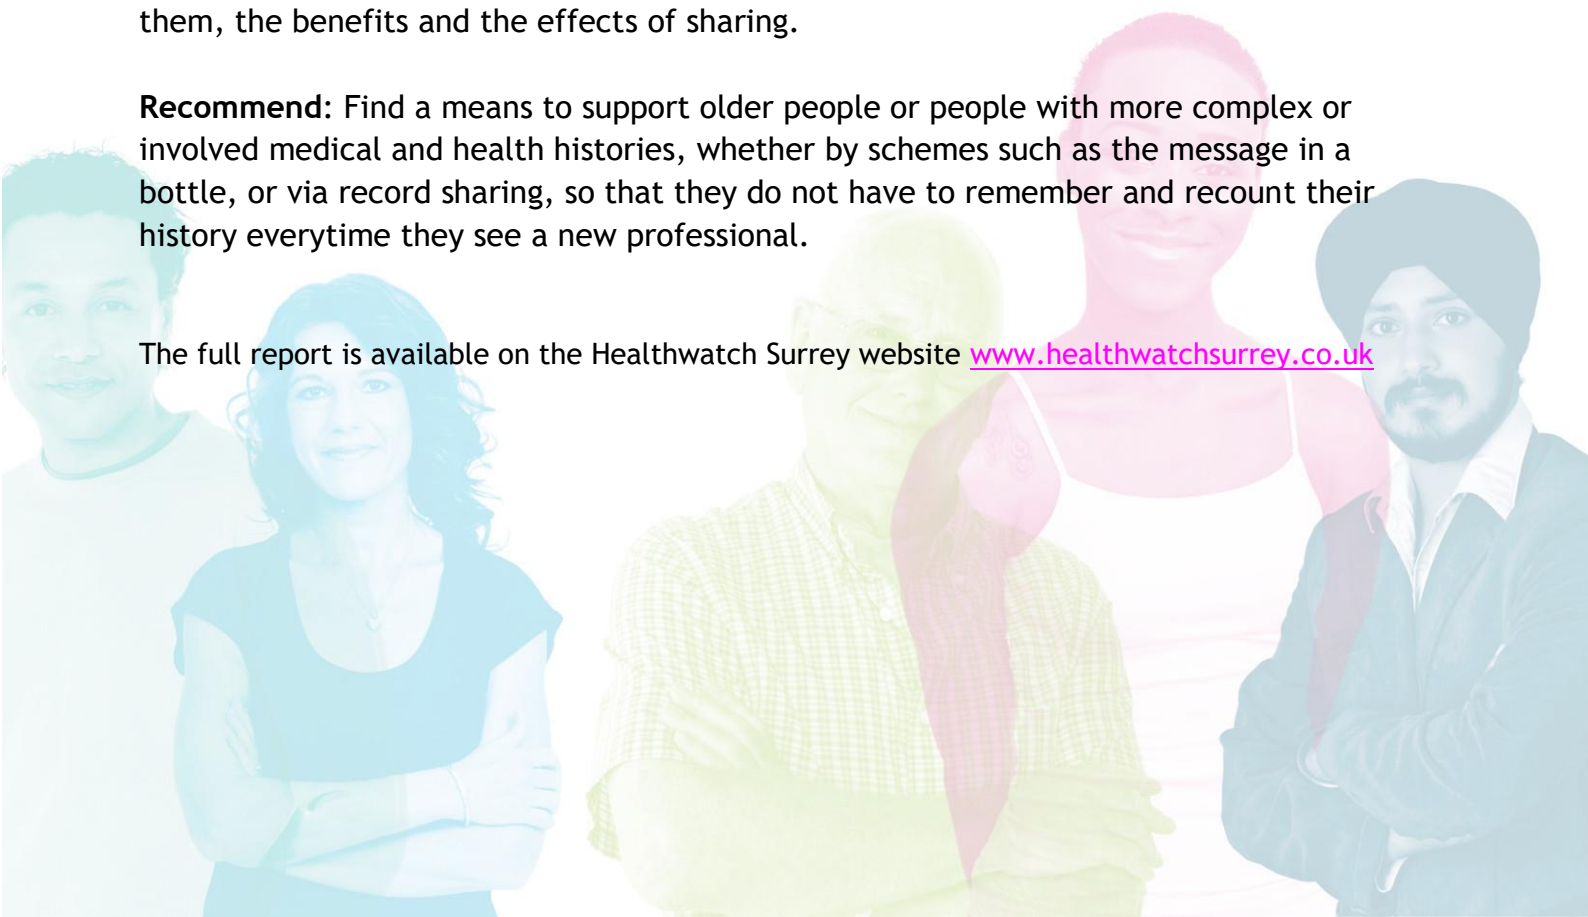 them, the benefits and the effects of sharing.
Recommend: Find a means to support older people or people with more complex or
involved medical and health histories, whether by schemes such as the message in a
bottle, or via record sharing, so that they do not have to remember and recount their
history everytime they see a new professional.
The full report is available on the Healthwatch Surrey website www.healthwatchsurrey.co.uk